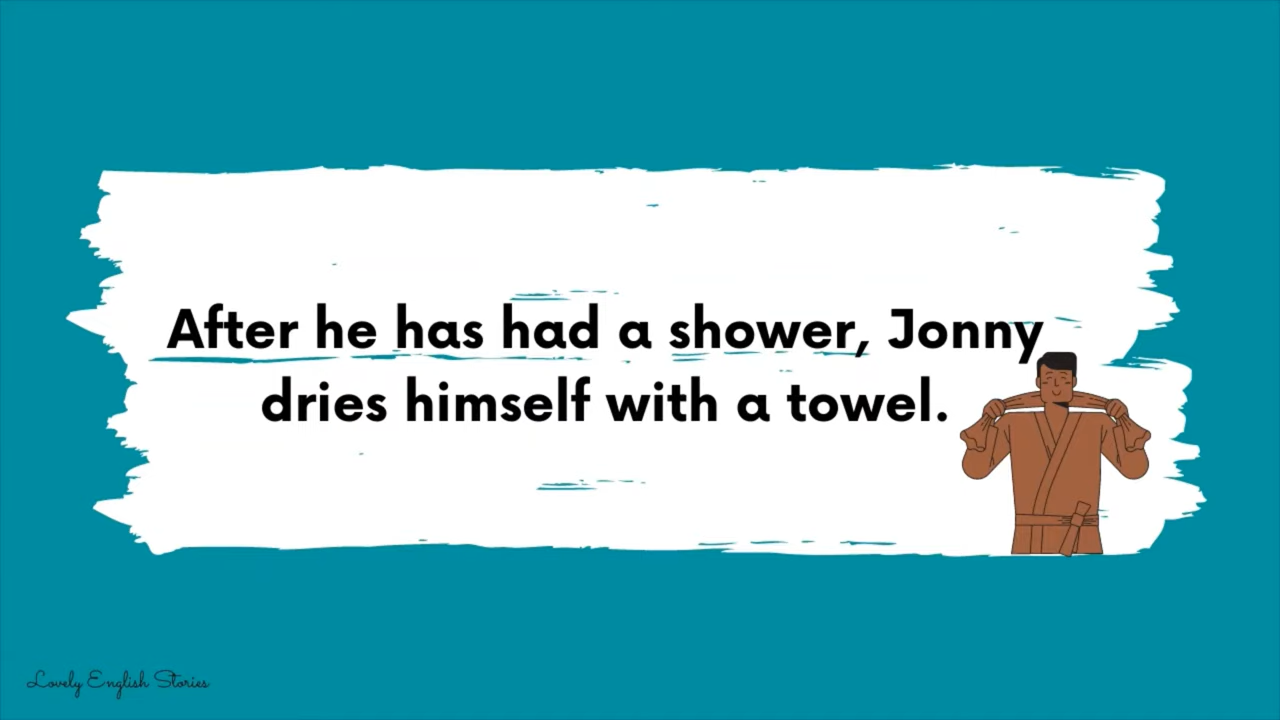 After he has had a shower, Jonny
dries himself with a towel.
Lovely English Stories